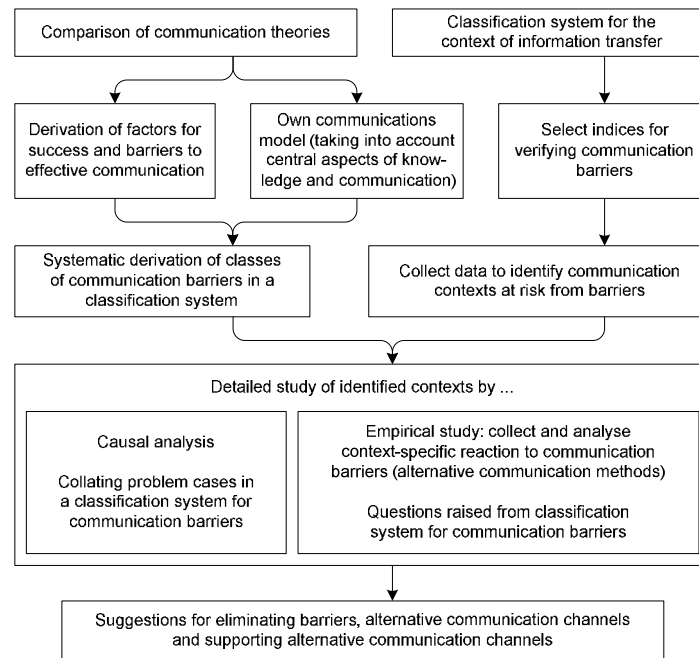 Comparison of communication theories
Classification system for the
context of information transfer
Derivation of factors for
success and barriers to
effective communication
Own communications
model (taking into account
central aspects of know-
ledge and communication)
Select indices for
verifying communication
barriers
Systematic derivation of classes
of communication barriers in a
classification system
Collect data to identify communication
contexts at risk from barriers
Detailed study of identified contexts by ...
Causal analysis
Collating problem cases in
a classification system for
communication barriers
Empirical study: collect and analyse
context-specific reaction to communication
barriers (alternative communication methods)
Questions raised from classification
system for communication barriers
Suggestions for eliminating barriers, alternative communication channels
and supporting alternative communication channels